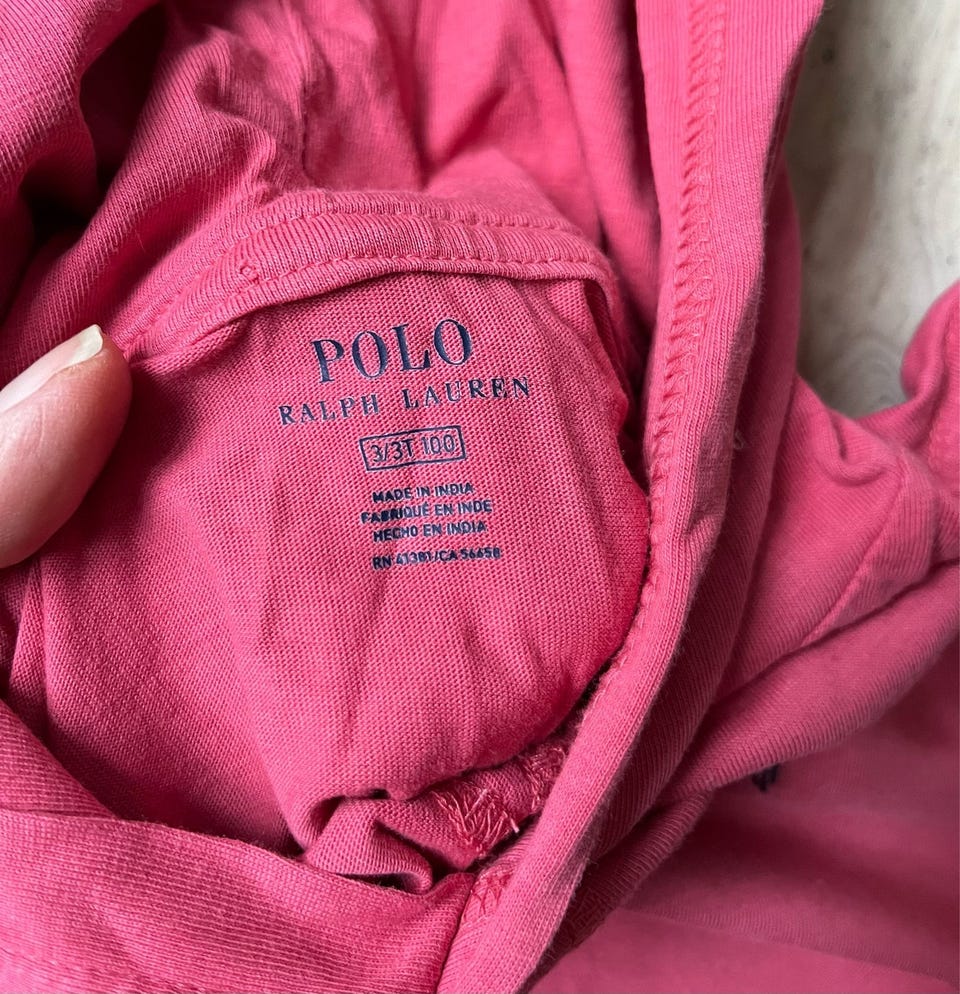 POLO
RALPH LAUREN
3/3T 100
MADE IN INDIA
FABRIQUÉ EN INDE
HECHO EN INDIA
RN 41381/CA 56658